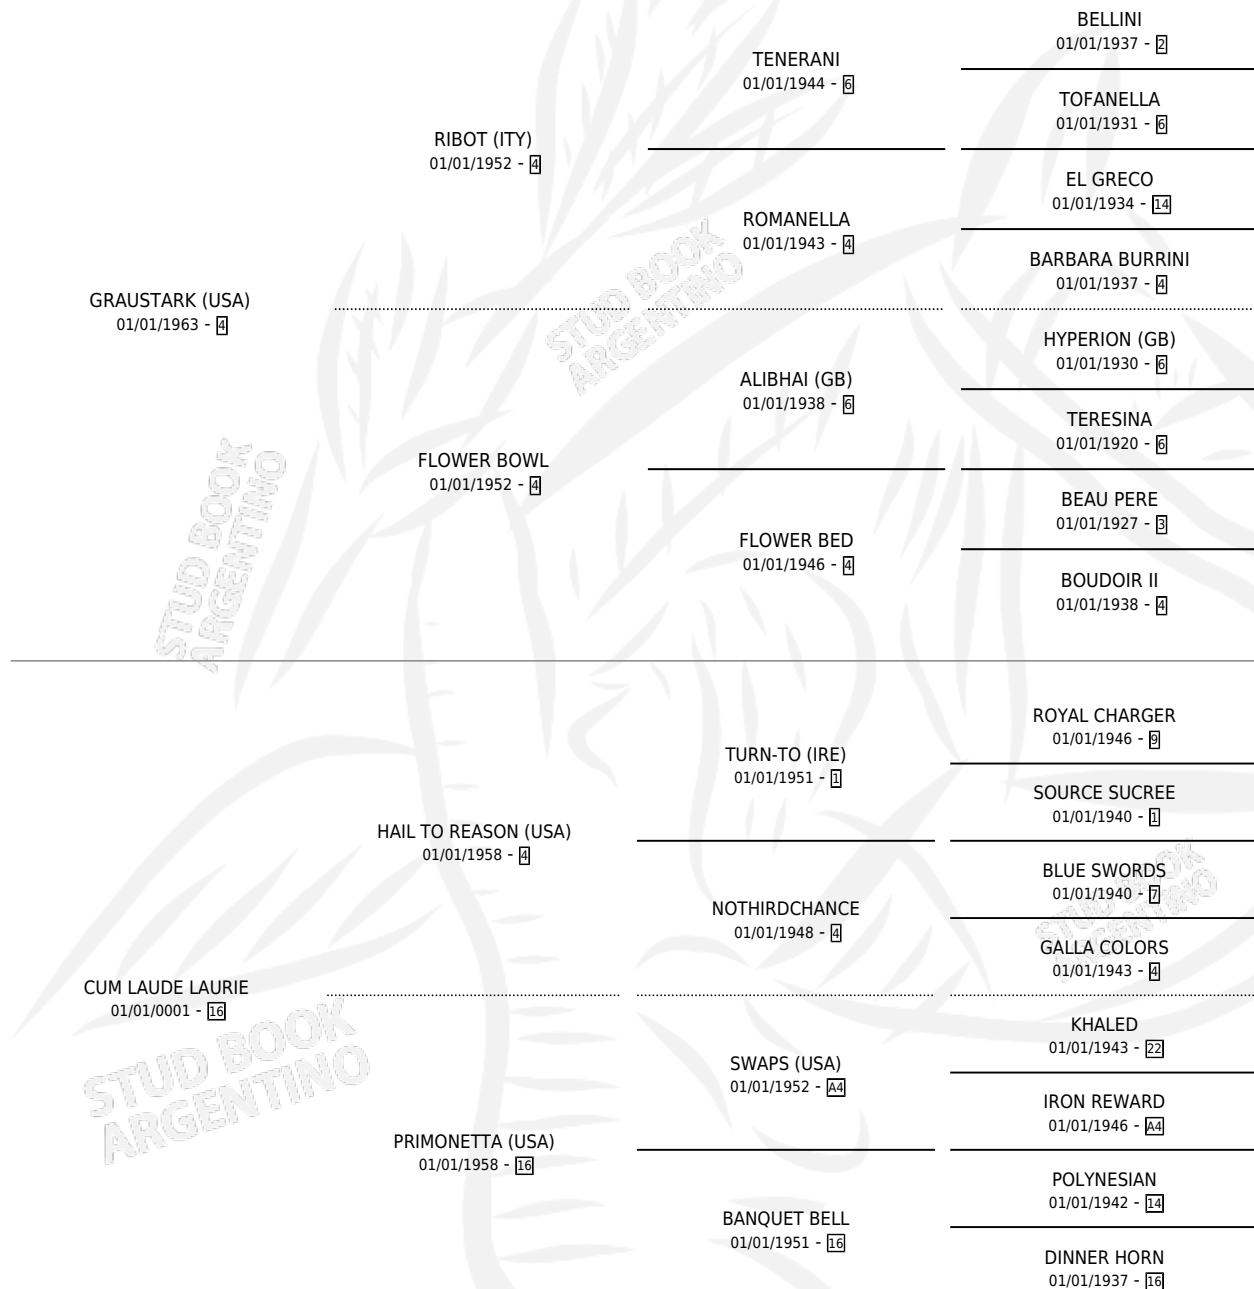 BELLINI
01/01/1937 - 2
TENERANI
01/01/1944 - 6
TOFANELLA
01/01/1931 - 6
RIBOT (ITY)
01/01/1952 - 4
EL GRECO
01/01/1934 - 14
ROMANELLA
01/01/1943 - 4
BARBARA BURRINI
01/01/1937 - 4
GRAUSTARK (USA)
01/01/1963 - 4
HYPERION (GB)
01/01/1930 - 6
ALIBHAI (GB)
01/01/1938 - 6
TERESINA
01/01/1920 - 6
FLOWER BOWL
01/01/1952 - 4
BEAU PERE
01/01/1927 - 3
FLOWER BED
01/01/1946 - 4
BOUDOIR II
01/01/1938 - 4
ROYAL CHARGER
01/01/1946 - 9
TURN-TO (IRE)
01/01/1951 - 1
SOURCE SUCREE
01/01/1940 - 1
HAIL TO REASON (USA)
01/01/1958 - 4
BLUE SWORDS
01/01/1940 - 7
NOTHIRDCHANCE
01/01/1948 - 4
GALLA COLORS
01/01/1943 - 4
CUM LAUDE LAURIE
01/01/0001 - 16
KHALED
01/01/1943 - 22
SWAPS (USA)
01/01/1952 - A4
IRON REWARD
01/01/1946 - A4
PRIMONETTA (USA)
01/01/1958 - 16
POLYNESIAN
01/01/1942 - 14
BANQUET BELL
01/01/1951 - 16
DINNER HORN
01/01/1937 - 16
STUD BOOK
ARGENTINO
STUD BOOK
ARGENTINO
STUD BOOK
ARGENTINO
STUD BOOK
ARGENTINO